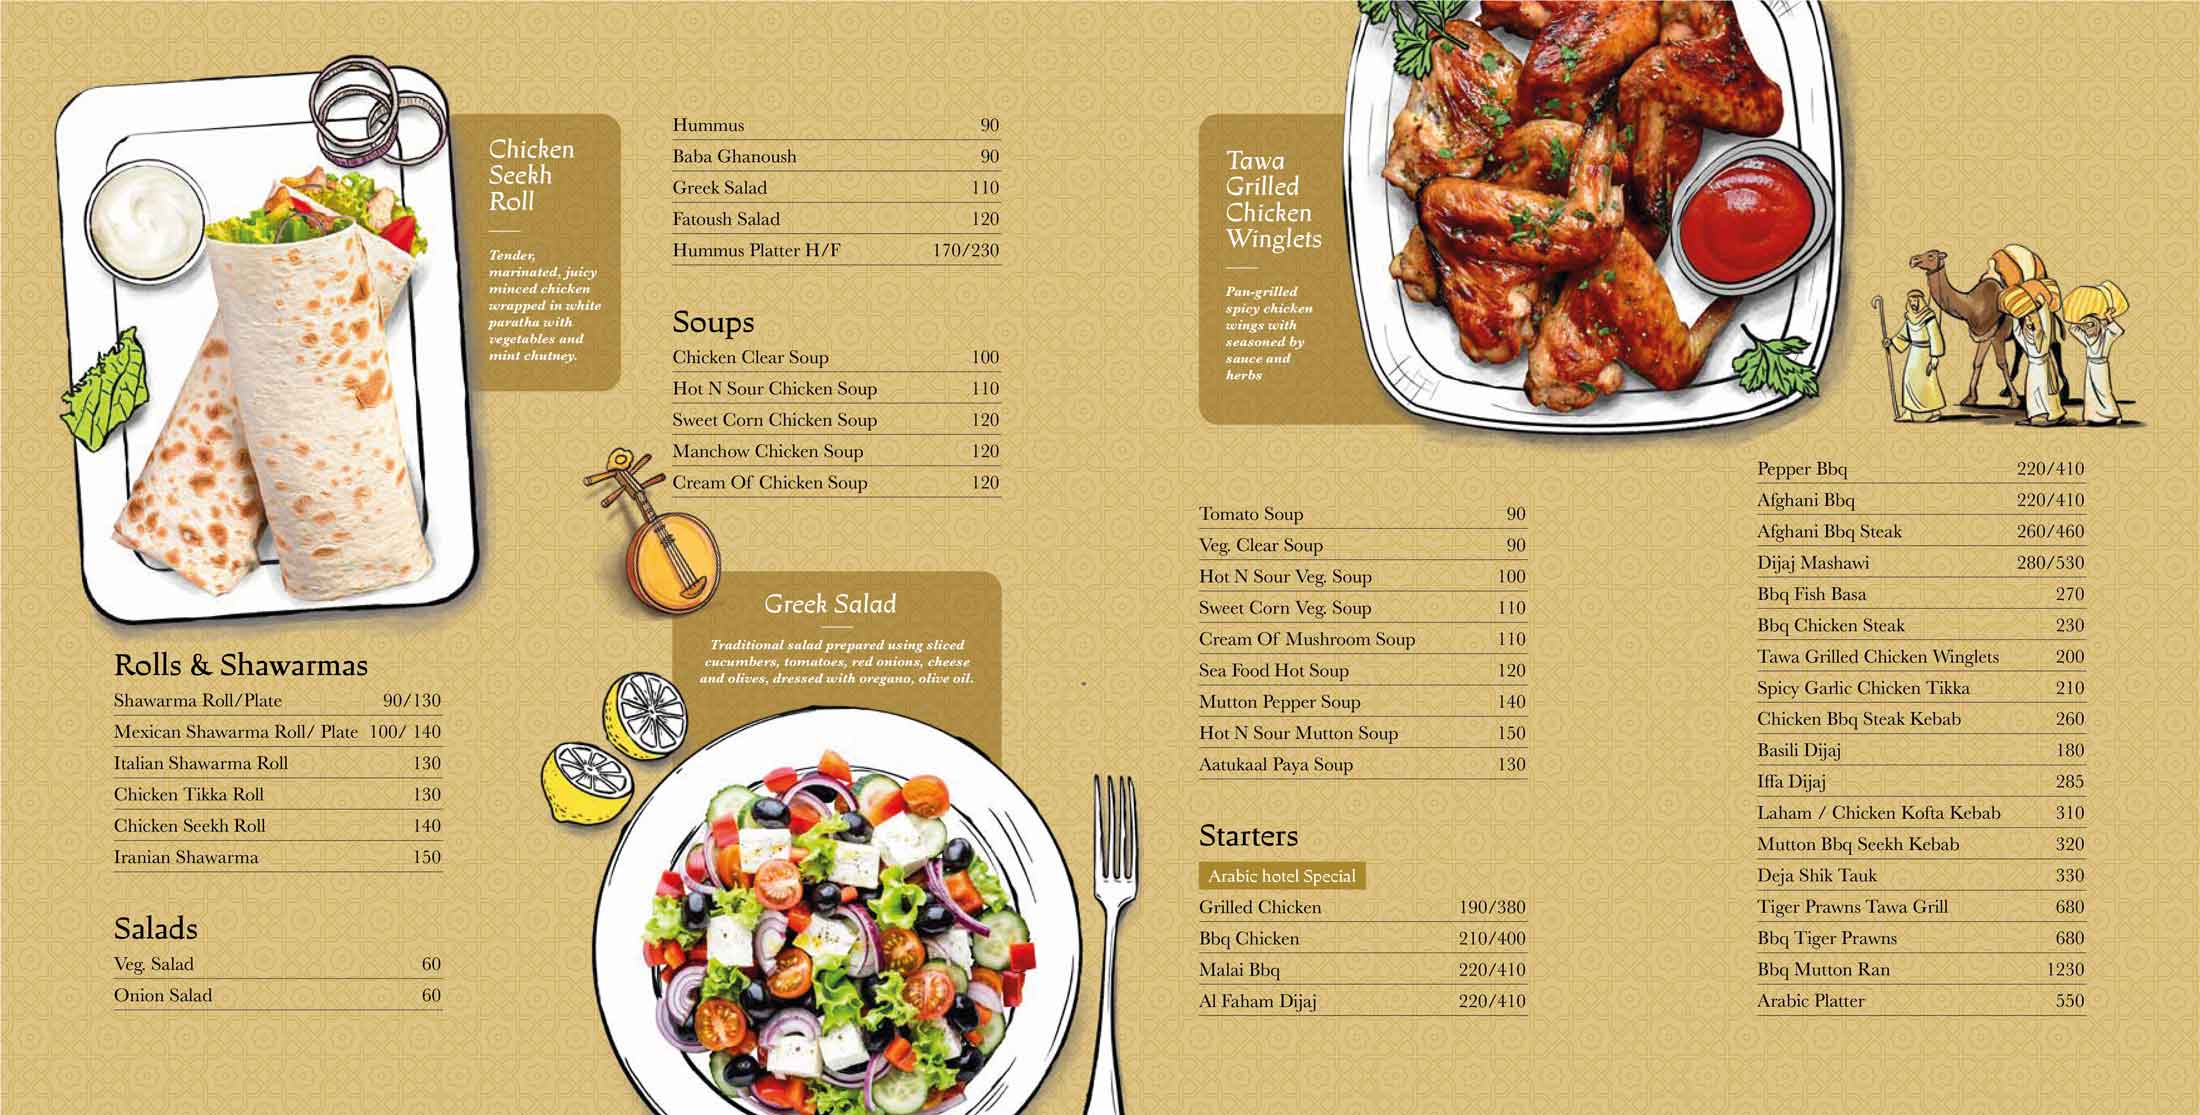 Chicken
Seekh
Roll
Tender,
marinated, juicy
minced chicken
wrapped in white
paratha with
vegetables and
mint chutney.
Rolls & Shawarmas
Shawarma Roll/Plate 90/130
Mexican Shawarma Roll/ Plate 100/ 140
Italian Shawarma Roll 130
Chicken Tikka Roll 130
Chicken Seekh Roll 140
Iranian Shawarma 150
Salads
Veg. Salad 60
Onion Salad 60
Hummus 90
Baba Ghanoush 90
Greek Salad 110
Fatoush Salad 120
Hummus Platter H/F 170/230
Soups
Chicken Clear Soup 100
Hot N Sour Chicken Soup 110
Sweet Corn Chicken Soup 120
Manchow Chicken Soup 120
Cream Of Chicken Soup 120
Greek Salad
Traditional salad prepared using sliced
cucumbers, tomatoes, red onions, cheese
and olives, dressed with oregano, olive oil.
Tawa
Grilled
Chicken
Winglets
Pan-grilled
spicy chicken
wings with
seasoned by
sauce and
herbs
Tomato Soup 90
Veg. Clear Soup 90
Hot N Sour Veg. Soup 100
Sweet Corn Veg. Soup 110
Cream Of Mushroom Soup 110
Sea Food Hot Soup 120
Mutton Pepper Soup 140
Hot N Sour Mutton Soup 150
Aatukaal Paya Soup 130
Starters
Arabic hotel Special
Grilled Chicken 190/380
Bbq Chicken 210/400
Malai Bbq 220/410
Al Faham Dijaj 220/410
Pepper Bbq 220/410
Afghani Bbq 220/410
Afghani Bbq Steak 260/460
Dijaj Mashawi 280/530
Bbq Fish Basa 270
Bbq Chicken Steak 230
Tawa Grilled Chicken Winglets 200
Spicy Garlic Chicken Tikka 210
Chicken Bbq Steak Kebab 260
Basili Dijaj 180
Iffa Dijaj 285
Laham / Chicken Kofta Kebab 310
Mutton Bbq Seekh Kebab 320
Deja Shik Tauk 330
Tiger Prawns Tawa Grill 680
Bbq Tiger Prawns 680
Bbq Mutton Ran 1230
Arabic Platter 550